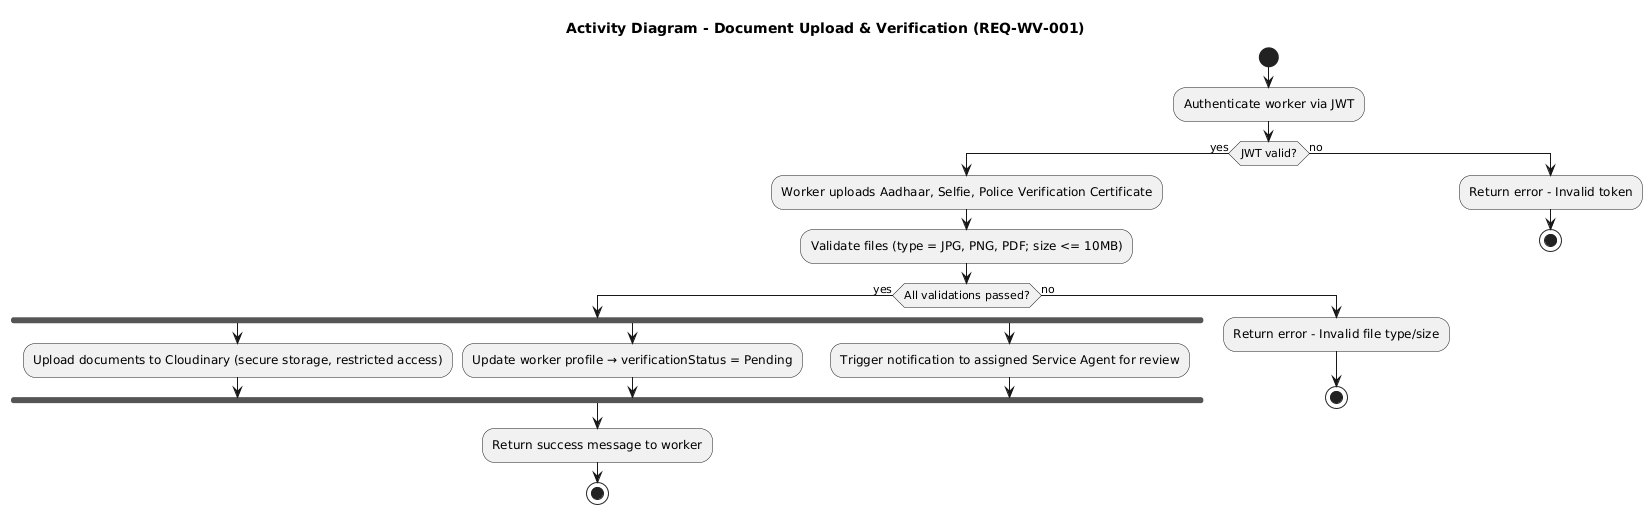 Activity Diagram - Document Upload & Verification (REQ-WV-001)
Authenticate worker via JWT
JWT valid?
yes
no
Worker uploads Aadhaar, Selfie, Police Verification Certificate
Return error - Invalid token
Validate files (type = JPG, PNG, PDF; size <= 10MB)
All validations passed?
yes
no
Upload documents to Cloudinary (secure storage, restricted access)
Update worker profile → verificationStatus = Pending
Trigger notification to assigned Service Agent for review
Return error - Invalid file type/size
Return success message to worker